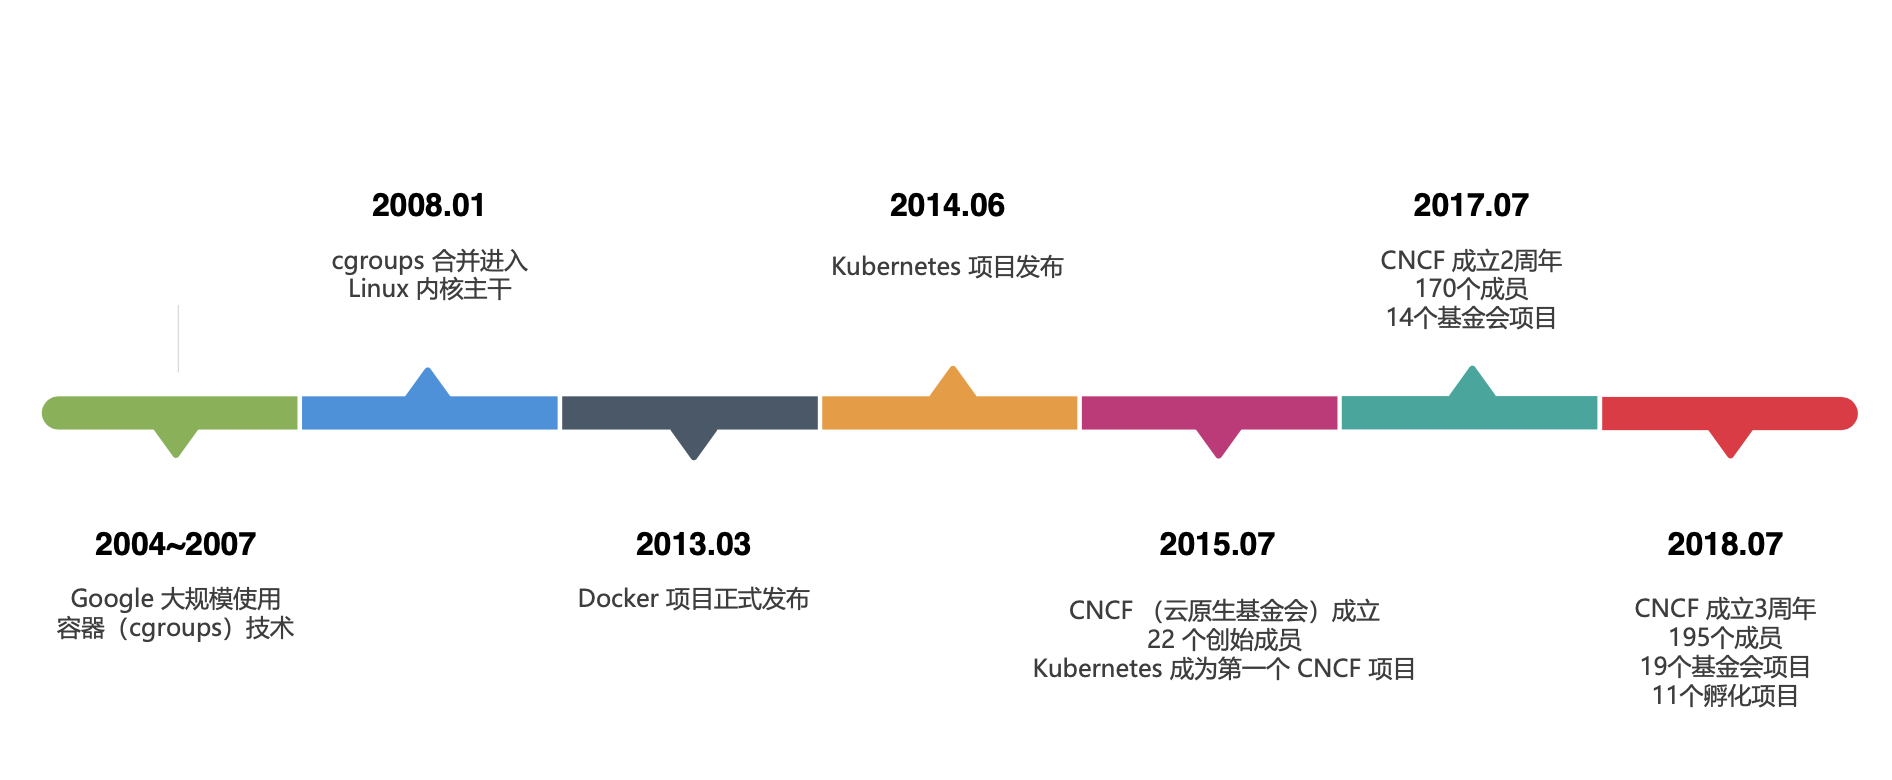 2008.01
cgroups 合并进入
Linux 内核主干
2014.06
Kubernetes 项目发布
2017.07
CNCF 成立2周年
170个成员
14个基金会项目
2004~2007
Google 大规模使用
容器（cgroups）技术
2013.03
Docker 项目正式发布
2015.07
CNCF （云原生基金会）成立
22 个创始成员
Kubernetes 成为第一个 CNCF 项目
2018.07
CNCF 成立3周年
195个成员
19个基金会项目
11个孵化项目